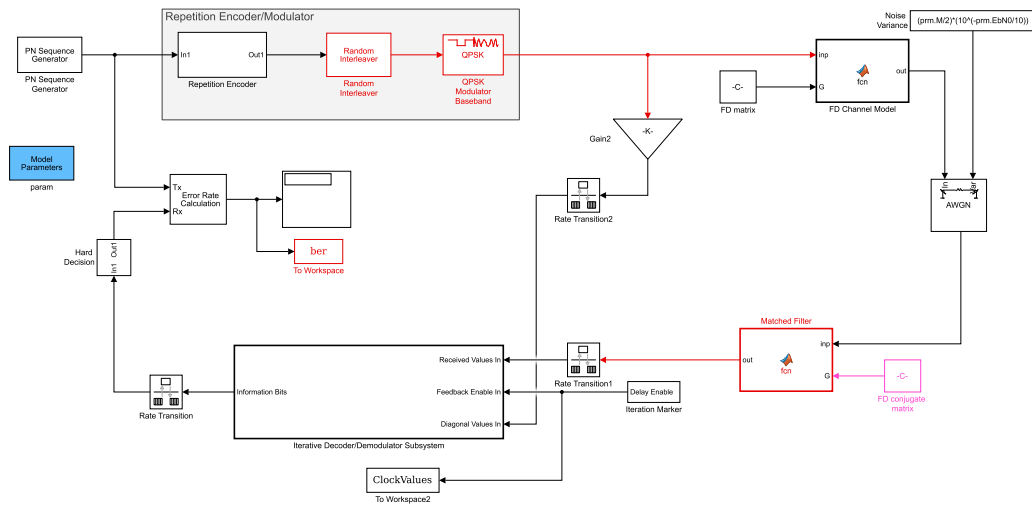 Repetition Encoder/Modulator
Noise
Variance
(prm.M/2)*(10^(-prm.EbN0/10))
PN Sequence
Generator
PN Sequence
Generator
In1
Out1
Repetition Encoder
Random
Interleaver
Random
Interleaver
QPSK
QPSK
Modulator
Baseband
inp
G
fcn
out
FD Channel Model
-C-
FD matrix
-K-
Gain2
Model
Parameters
param
Tx
Rx
Error Rate
Calculation
ber
To Workspace
Rate Transition2
In
Var
AWGN
Hard
Decision
In1
Out1
Matched Filter
out
fcn
inp
G
-C-
FD conjugate
matrix
Received Values In
Feedback Enable In
Diagonal Values In
Information Bits
Iterative Decoder/Demodulator Subsystem
Rate Transition1
Delay Enable
Iteration Marker
Rate Transition
ClockValues
To Workspace2